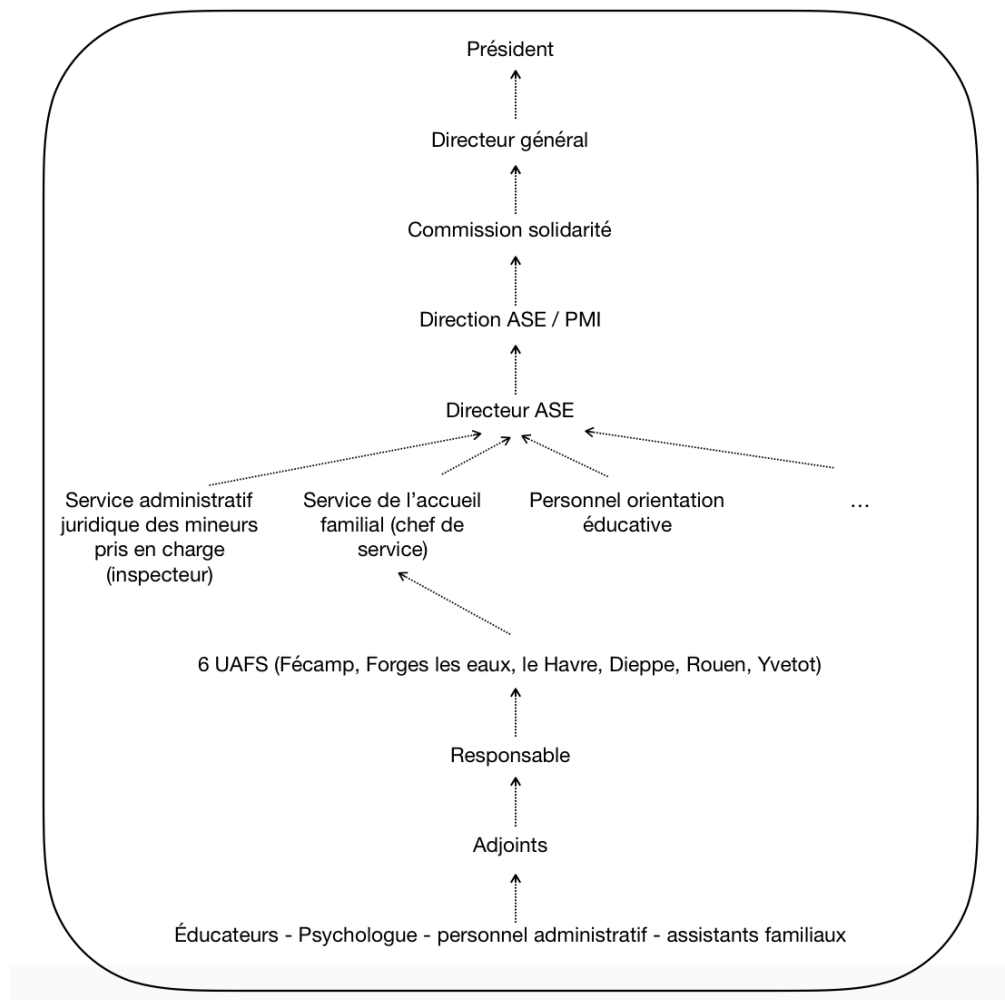 Président
Directeur général
Commission solidarité
Direction ASE / PMI
Directeur ASE
Service administratif
juridique des mineurs
pris en charge
(inspecteur)
Service de l’accueil
familial (chef de
service)
Personnel orientation
éducative
...
6 UAFS (Fécamp, Forges les eaux, le Havre, Dieppe, Rouen, Yvetot)
Responsable
Adjoints
Éducateurs - Psychologue - personnel administratif - assistants familiaux